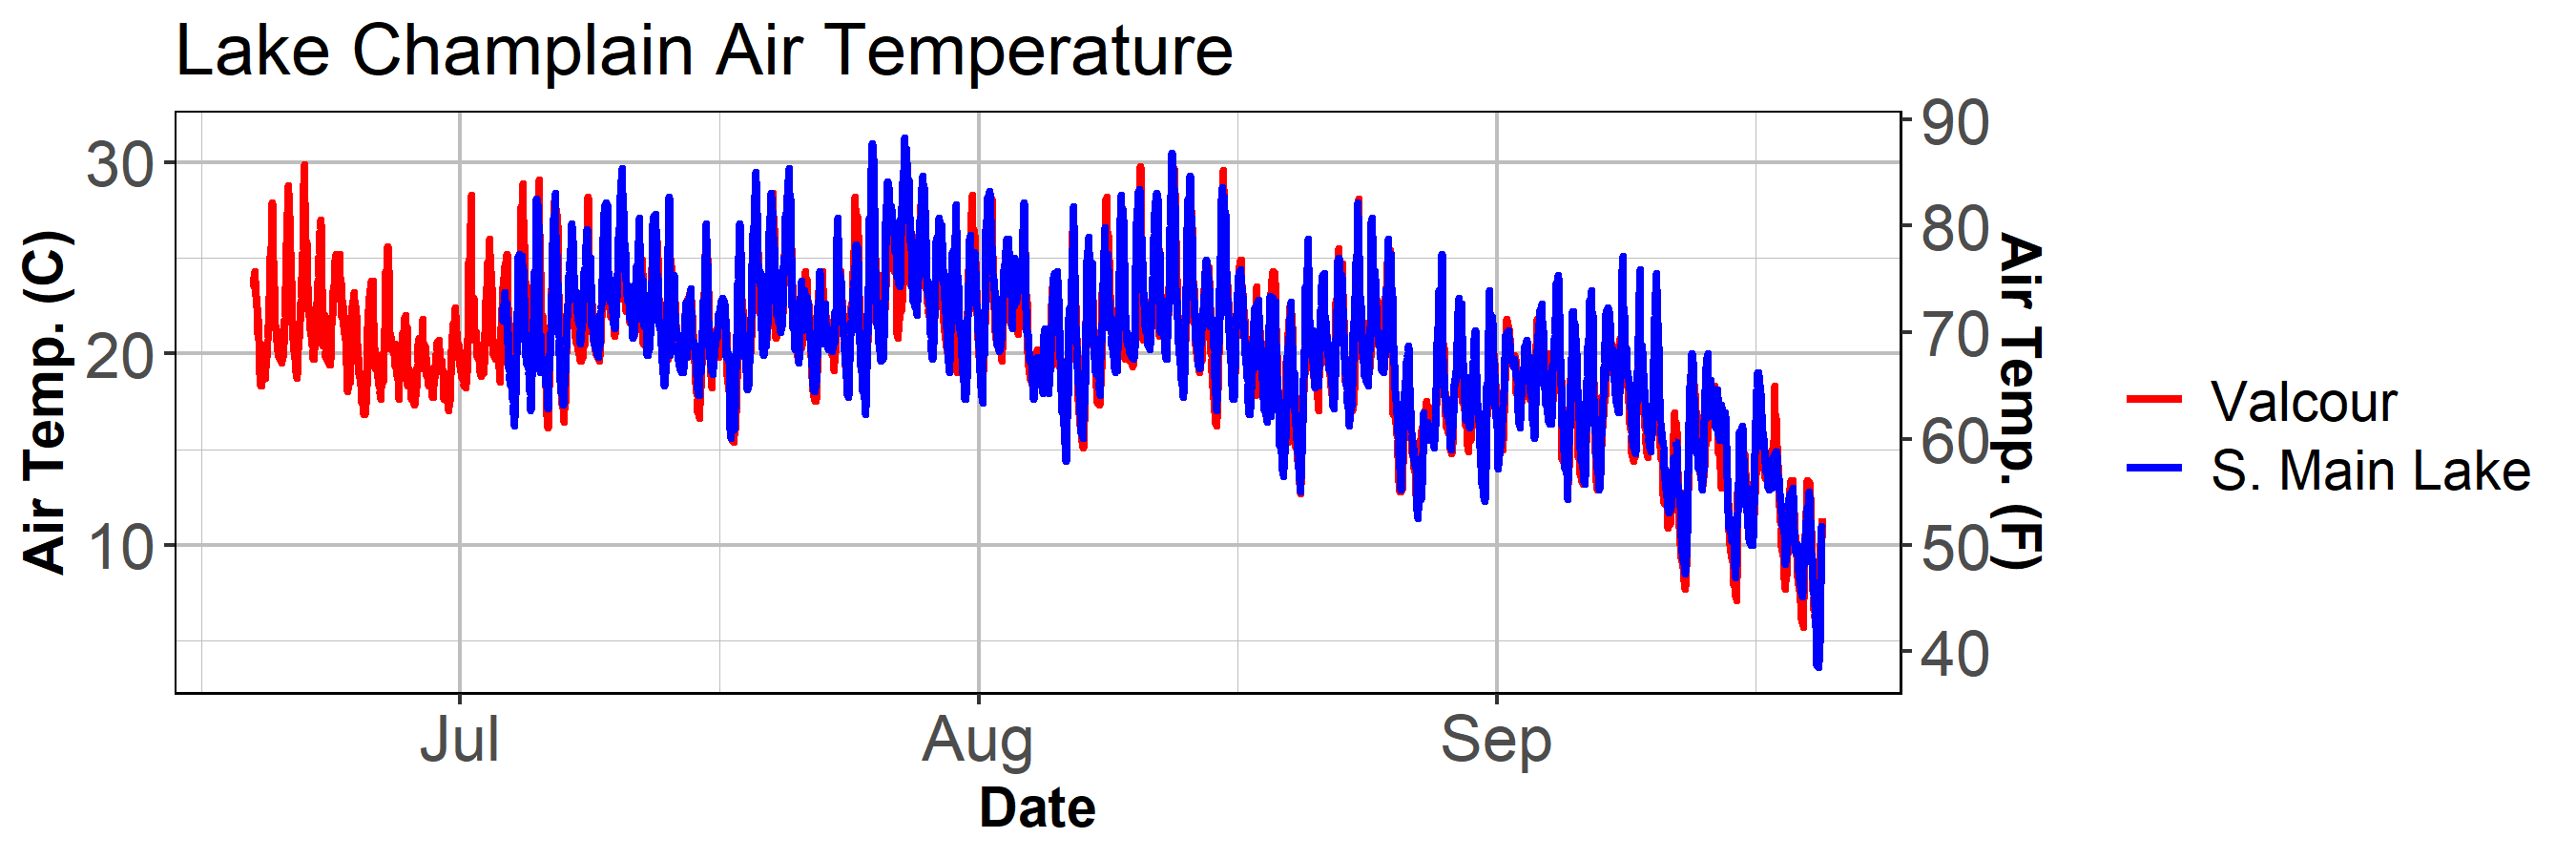 Lake Champlain Air Temperature
Air Temp. (C)
30
20
10
90
80
70
60
50
40
Air Temp. (F)
Jul
Aug
Sep
Date
Valcour
S. Main Lake